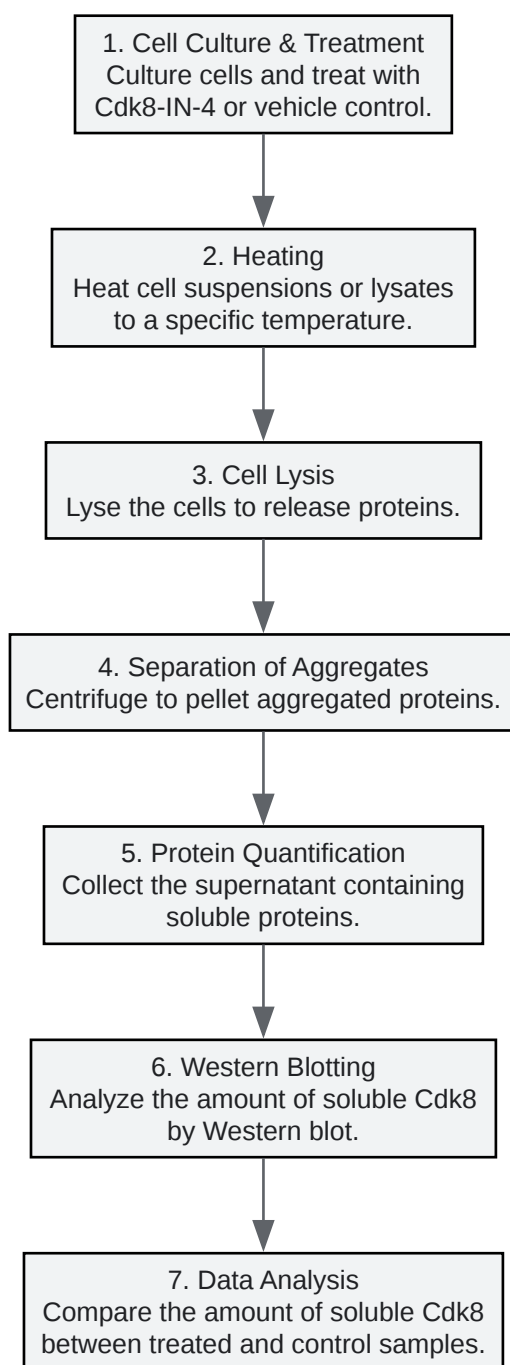 1. Cell Culture & Treatment
Culture cells and treat with
Cdk8-IN-4 or vehicle control.
2. Heating
Heat cell suspensions or lysates
to a specific temperature.
3. Cell Lysis
Lyse the cells to release proteins.
4. Separation of Aggregates
Centrifuge to pellet aggregated proteins.
5. Protein Quantification
Collect the supernatant containing
soluble proteins.
6. Western Blotting
Analyze the amount of soluble Cdk8
by Western blot.
7. Data Analysis
Compare the amount of soluble Cdk8
between treated and control samples.